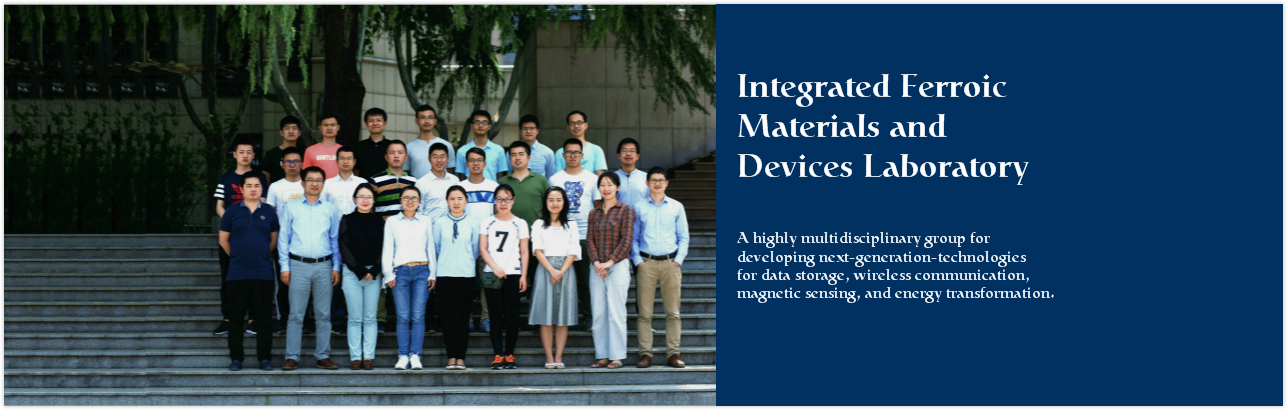 Integrated Ferroic
Materials and
Devices Laboratory
A highly multidisciplinary group for
developing next-generation-technologies
for data storage, wireless communication,
magnetic sensing, and energy transformation.
7